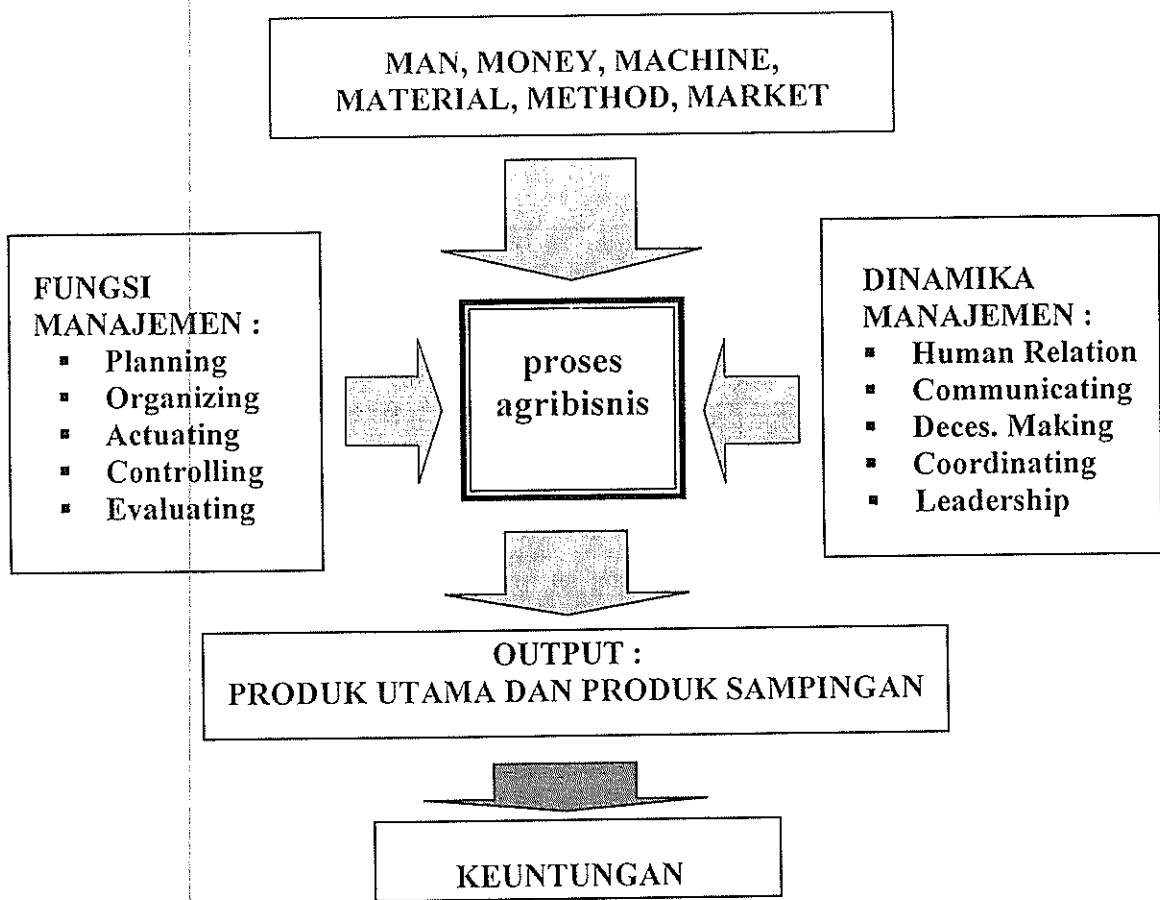 MAN, MONEY, MACHINE,
MATERIAL, METHOD, MARKET
FUNGSI
MANAJEMEN :
▪ Planning
▪ Organizing
▪ Actuating
▪ Controlling
▪ Evaluating
proses
agribisnis
DINAMIKA
MANAJEMEN :
▪ Human Relation
▪ Communicating
▪ Deces. Making
▪ Coordinating
▪ Leadership
OUTPUT :
PRODUK UTAMA DAN PRODUK SAMPINGAN
KEUNTUNGAN